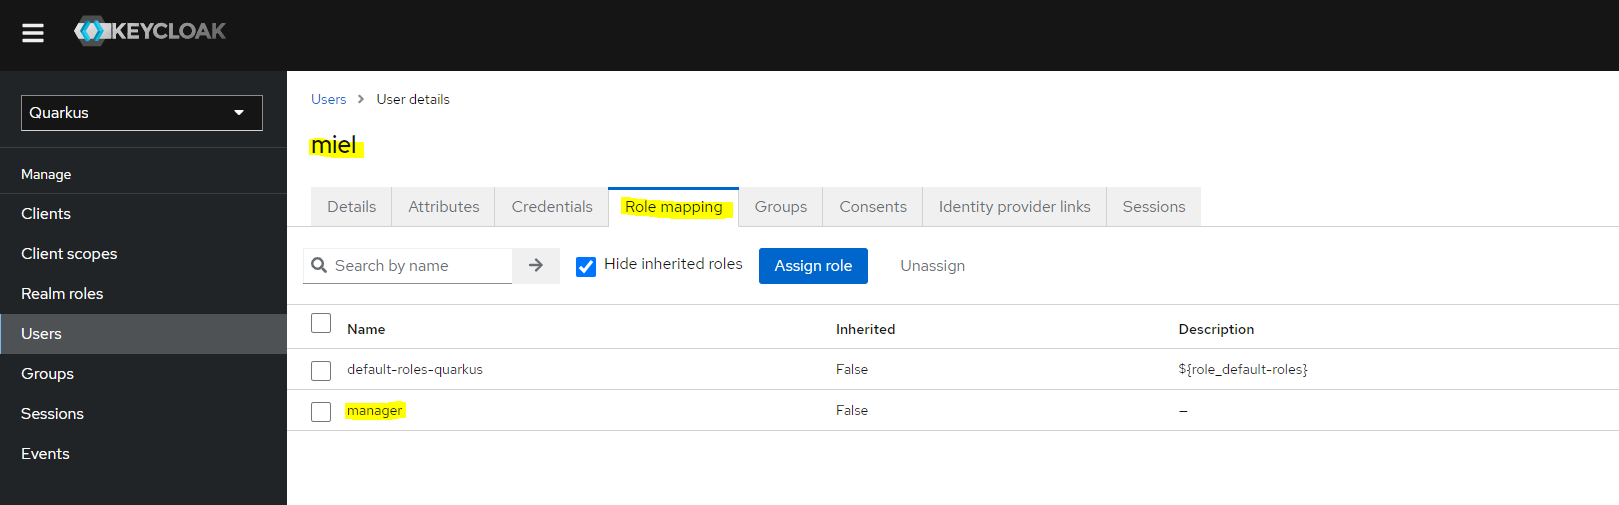 KEYCLOAK
Quarkus
Manage
Clients
Client scopes
Realm roles
Users
Groups
Sessions
Events
Users > User details
miel
Details Attributes Credentials Role mapping Groups Consents Identity provider links Sessions
Search by name Hide inherited roles Assign role Unassign
Name Inherited Description
default-roles-quarkus False ${role_default-roles}
manager False –